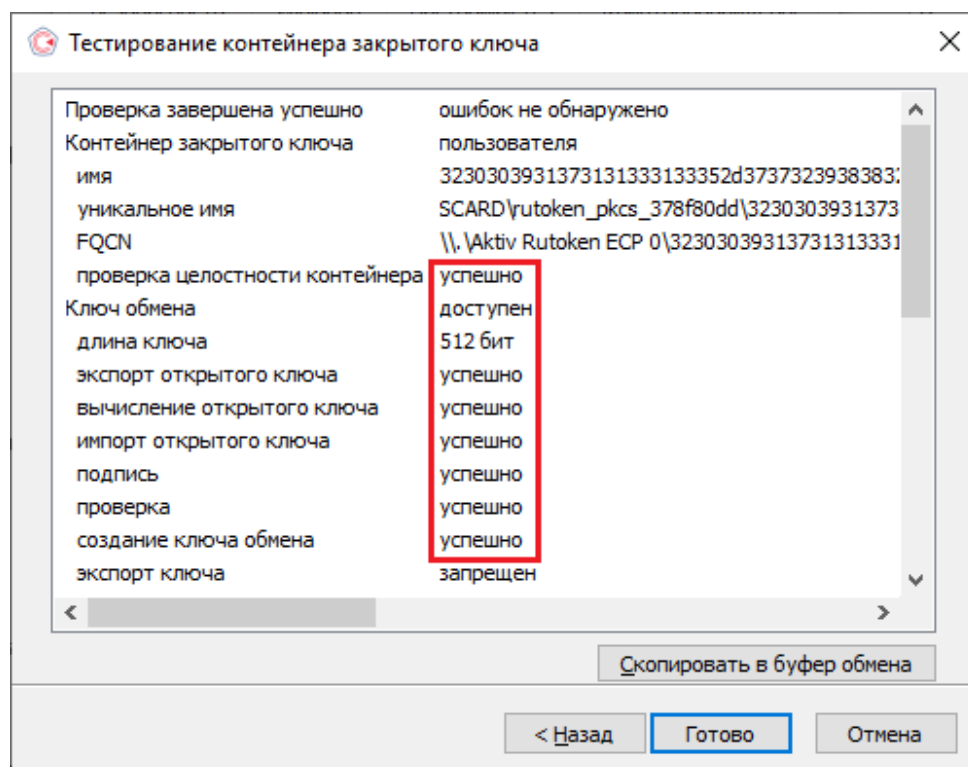 Тестирование контейнера закрытого ключа
Проверка завершена успешно ошибок не обнаружено
Контейнер закрытого ключа пользователя
имя 3230303931373131333133352d37373239383832
уникальное имя SCARD\rutoken_pkcs_378f80dd\3230303931373
FQCN \\.\Aktiv Rutoken ECP 0\32303039313731313331
проверка целостности контейнера успешно
Ключ обмена доступен
длина ключа 512 бит
экспорт открытого ключа успешно
вычисление открытого ключа успешно
импорт открытого ключа успешно
подпись успешно
проверка успешно
создание ключа обмена успешно
экспорт ключа запрещен
Скопировать в буфер обмена
< Назад Готово Отмена